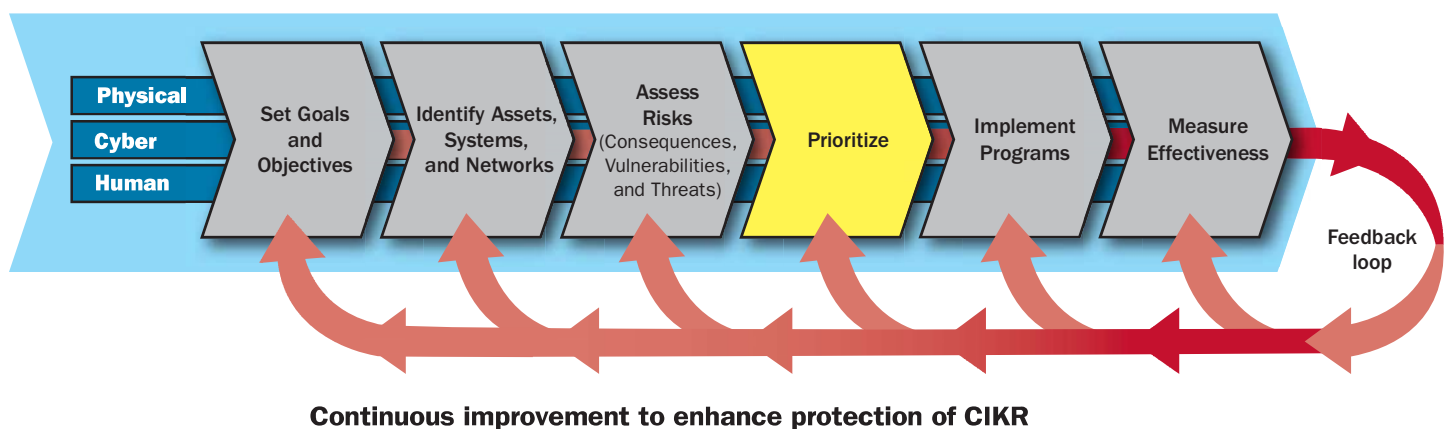 Physical
Cyber
Human
Set Goals
and
Objectives
Identify Assets,
Systems,
and Networks
Assess
Risks
(Consequences,
Vulnerabilities,
and Threats)
Prioritize
Implement
Programs
Measure
Effectiveness
Feedback
loop
Continuous improvement to enhance protection of CIKR